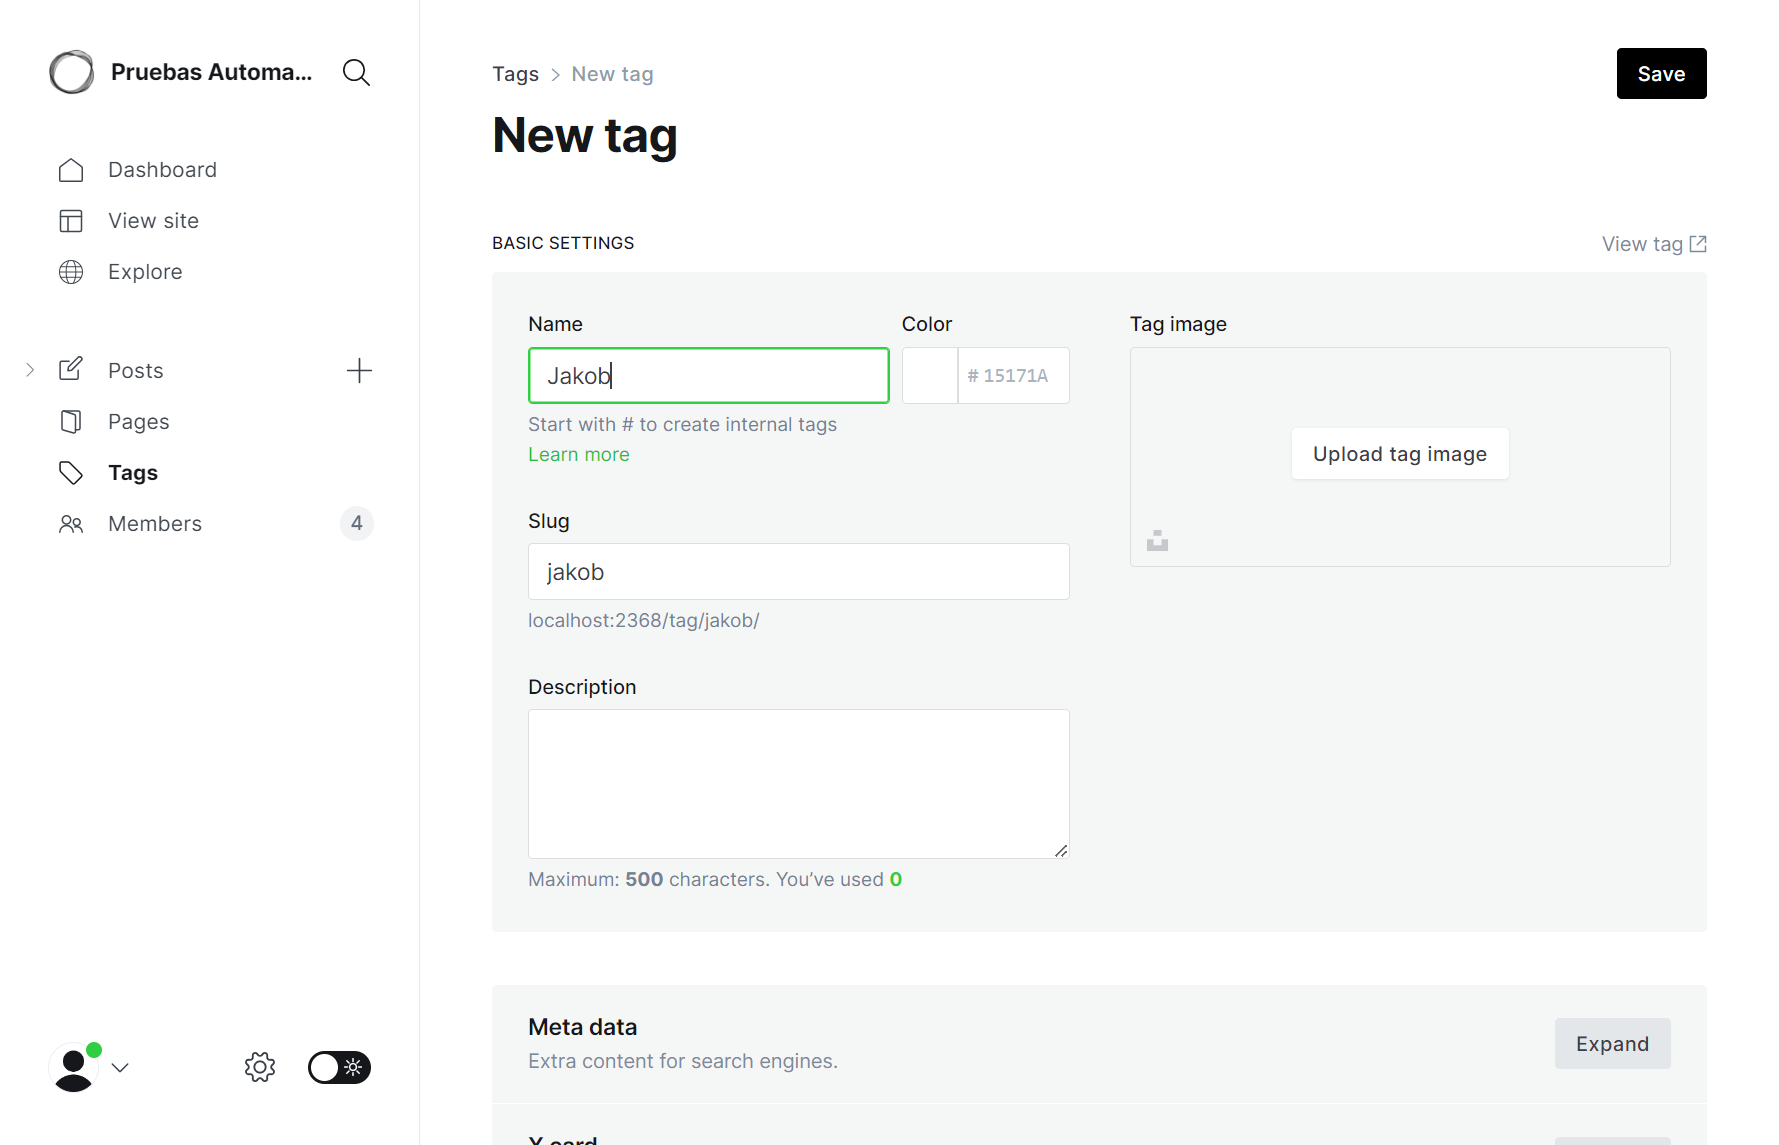 Pruebas Automa...
Dashboard
View site
Explore
Posts
Pages
Tags
Members
4
Tags > New tag
Save
New tag
BASIC SETTINGS
View tag
Name
Jakob
Start with # to create internal tags
Learn more
Color
# 15171A
Tag image
Upload tag image
Slug
jakob
localhost:2368/tag/jakob/
Description
Maximum: 500 characters. You’ve used 0
Meta data
Extra content for search engines.
Expand
X card